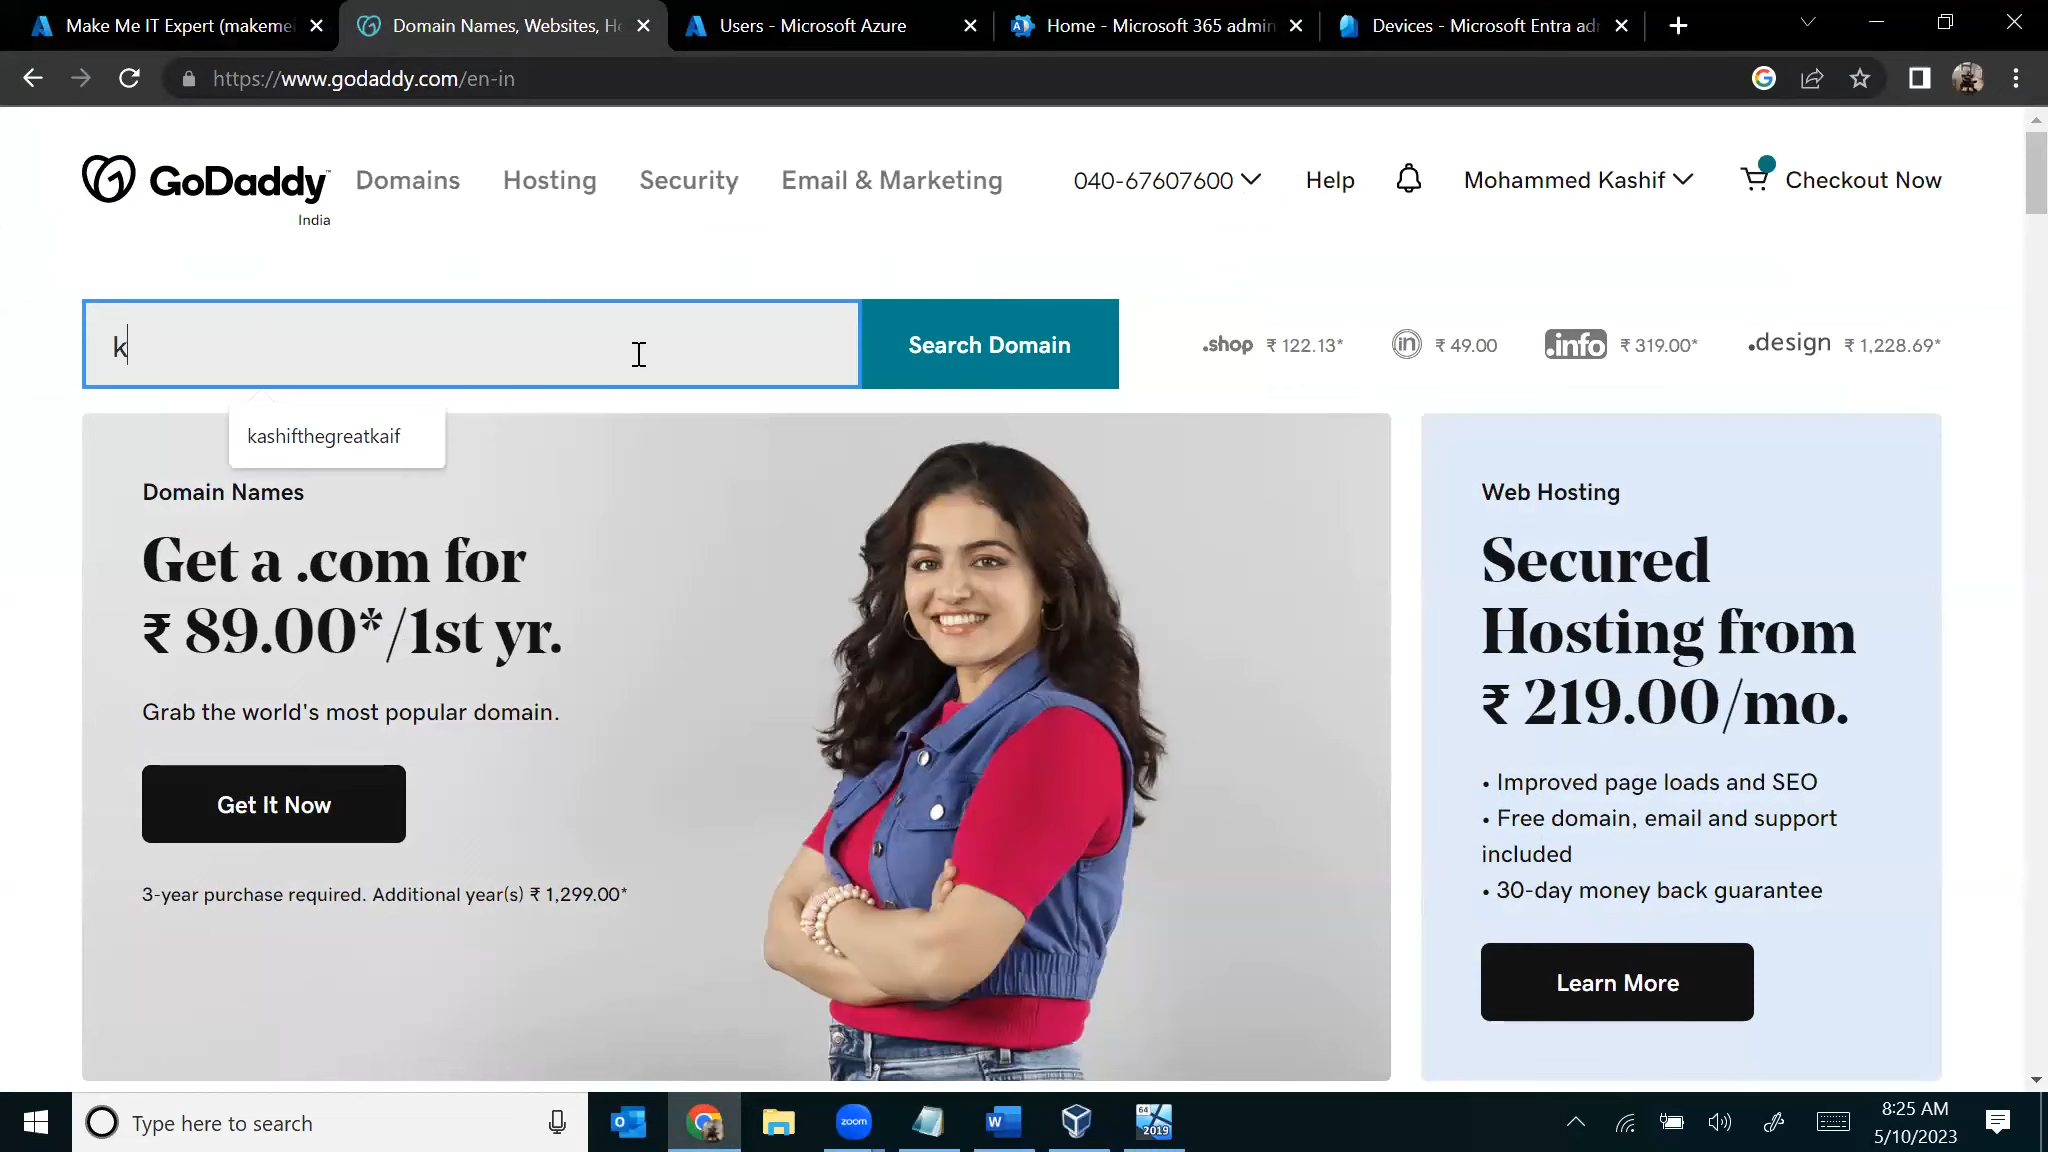 Make Me IT Expert (makemei
Domain Names, Websites, Ho
Users - Microsoft Azure
Home - Microsoft 365 admin
Devices - Microsoft Entra ad
https://www.godaddy.com/en-in
GoDaddy
India
Domains
Hosting
Security
Email & Marketing
040-67607600
Help
Mohammed Kashif
Checkout Now
k
Search Domain
.shop ₹ 122.13*
in ₹ 49.00
.info ₹ 319.00*
.design ₹ 1,228.69*
kashifthegreatkaif
Domain Names
Get a .com for
₹ 89.00*/1st yr.
Grab the world's most popular domain.
Get It Now
3-year purchase required. Additional year(s) ₹ 1,299.00*
Web Hosting
Secured
Hosting from
₹ 219.00/mo.
• Improved page loads and SEO
• Free domain, email and support
included
• 30-day money back guarantee
Learn More
Type here to search
zoom
64
2019
8:25 AM
5/10/2023